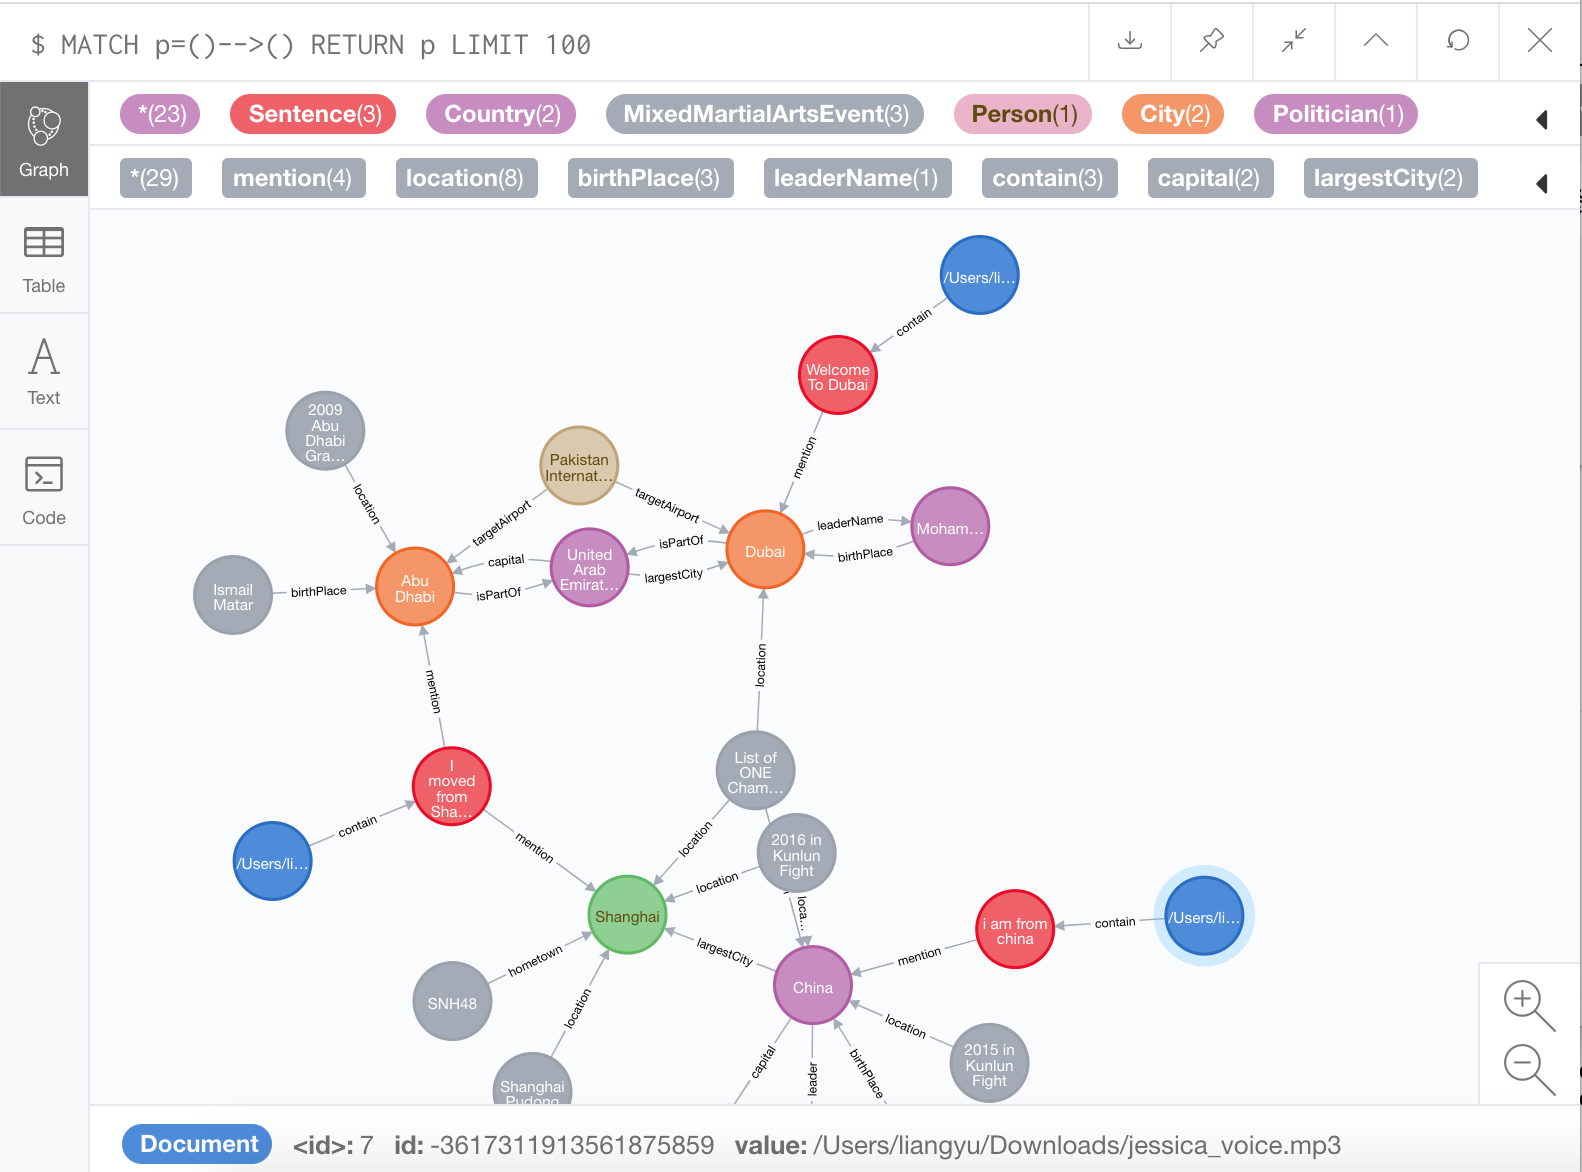 $ MATCH p=()-->() RETURN p LIMIT 100
*(23) Sentence(3) Country(2) MixedMartialArtsEvent(3) Person(1) City(2) Politician(1)
*(29) mention(4) location(8) birthPlace(3) leaderName(1) contain(3) capital(2) largestCity(2)
Graph
Table
Text
Code
/Users/li...
contain
Welcome
To Dubai
mention
2009
Abu
Dhabi
Gra...
location
Pakistan
Internat...
targetAirport
targetAirport
Ismail
Matar
birthPlace
Abu
Dhabi
capital
isPartOf
United
Arab
Emirat...
isPartOf
largestCity
Dubai
leaderName
birthPlace
Moham...
mention
location
I
moved
from
Sha...
contain
/Users/li...
mention
List of
ONE
Cham...
location
2016 in
Kunlun
Fight
location
loca...
Shanghai
largestCity
hometown
SNH48
location
Shanghai
Pudong
China
mention
i am from
china
contain
/Users/li...
location
2015 in
Kunlun
Fight
capital
leader
birthPlace
Document <id>: 7 id: -3617311913561875859 value: /Users/liangyu/Downloads/jessica_voice.mp3